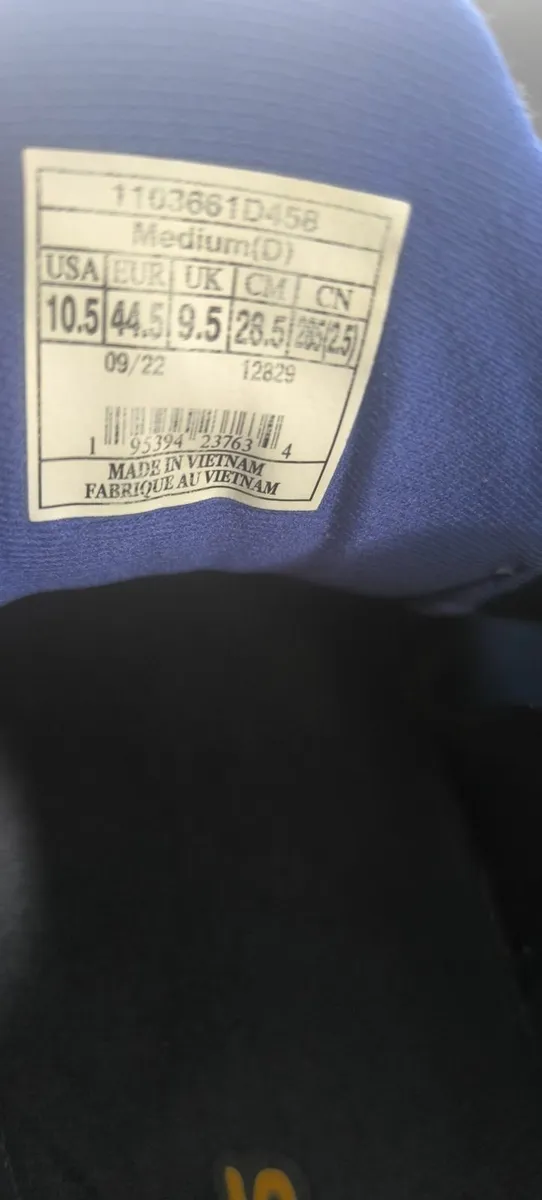 1103661D458
Medium(D)
USA EUR UK CM CN
10.5 44.5 9.5 28.5 285(2.5)
09/22 12829
1 95394 23763 4
MADE IN VIETNAM
FABRIQUE AU VIETNAM